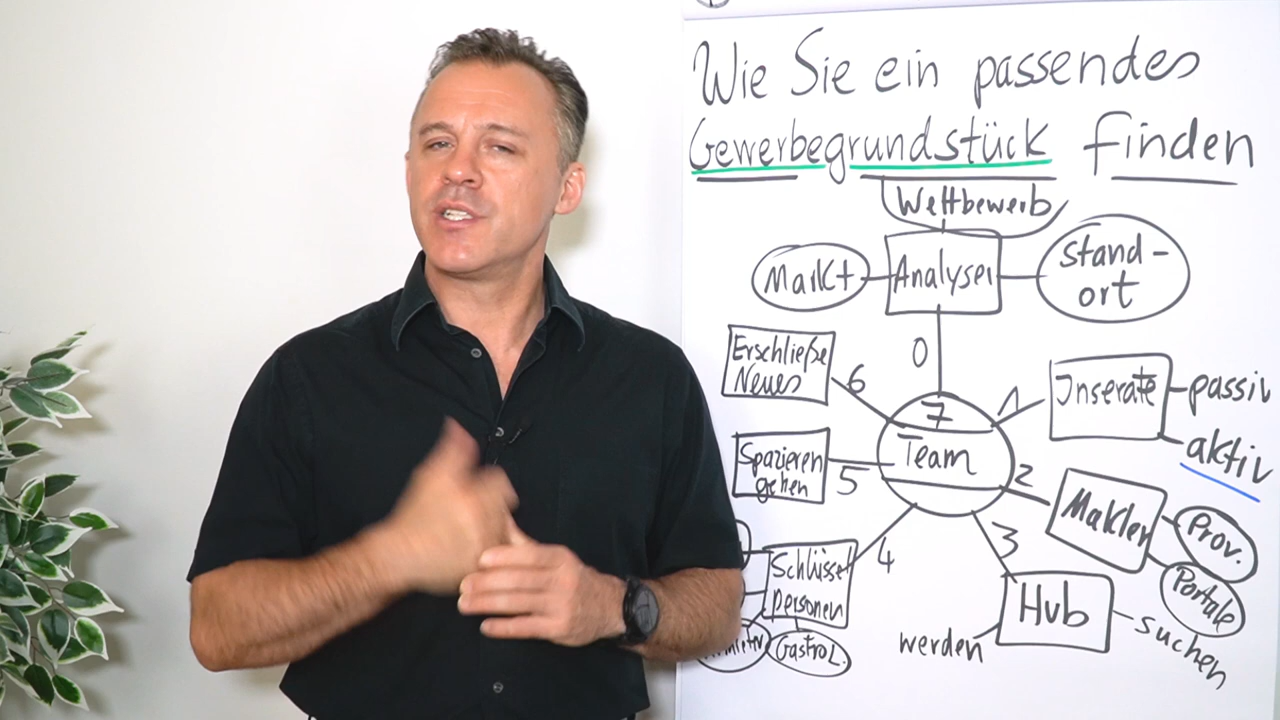 Wie Sie ein passendes
Gewerbegrundstück finden
Wettbewerb
Markt
Analysen
Stand-
ort
0
Erschließe
Neues
6
7
Team
1
Inserate
passiv
aktiv
Spazieren
gehen
5
2
Makler
Prov.
Portale
4
Schlüssel
personen
Gastro
3
Hub
werden
suchen